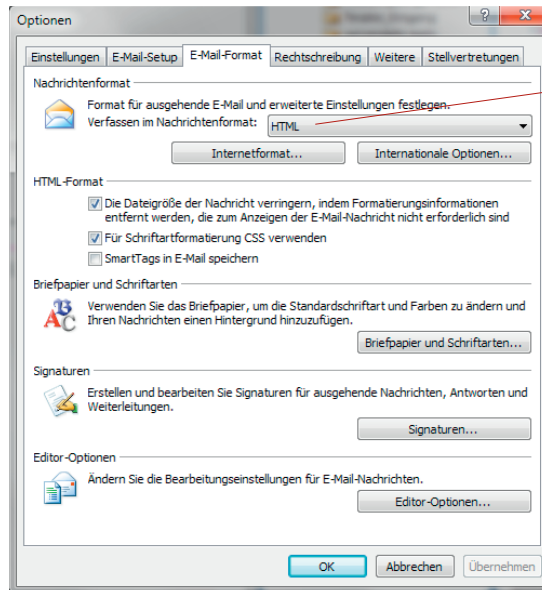 Optionen
Einstellungen E-Mail-Setup E-Mail-Format Rechtschreibung Weitere Stellvertretungen
Nachrichtenformat
Format für ausgehende E-Mail und erweiterte Einstellungen festlegen.
Verfassen im Nachrichtenformat: HTML
Internetformat... Internationale Optionen...
HTML-Format
Die Dateigröße der Nachricht verringern, indem Formatierungsinformationen
entfernt werden, die zum Anzeigen der E-Mail-Nachricht nicht erforderlich sind
Für Schriftartformatierung CSS verwenden
SmartTags in E-Mail speichern
Briefpapier und Schriftarten
Verwenden Sie das Briefpapier, um die Standardschriftart und Farben zu ändern und
Ihren Nachrichten einen Hintergrund hinzuzufügen.
Briefpapier und Schriftarten...
Signaturen
Erstellen und bearbeiten Sie Signaturen für ausgehende Nachrichten, Antworten und
Weiterleitungen.
Signaturen...
Editor-Optionen
Ändern Sie die Bearbeitungseinstellungen für E-Mail-Nachrichten.
Editor-Optionen...
OK Abbrechen Übernehmen